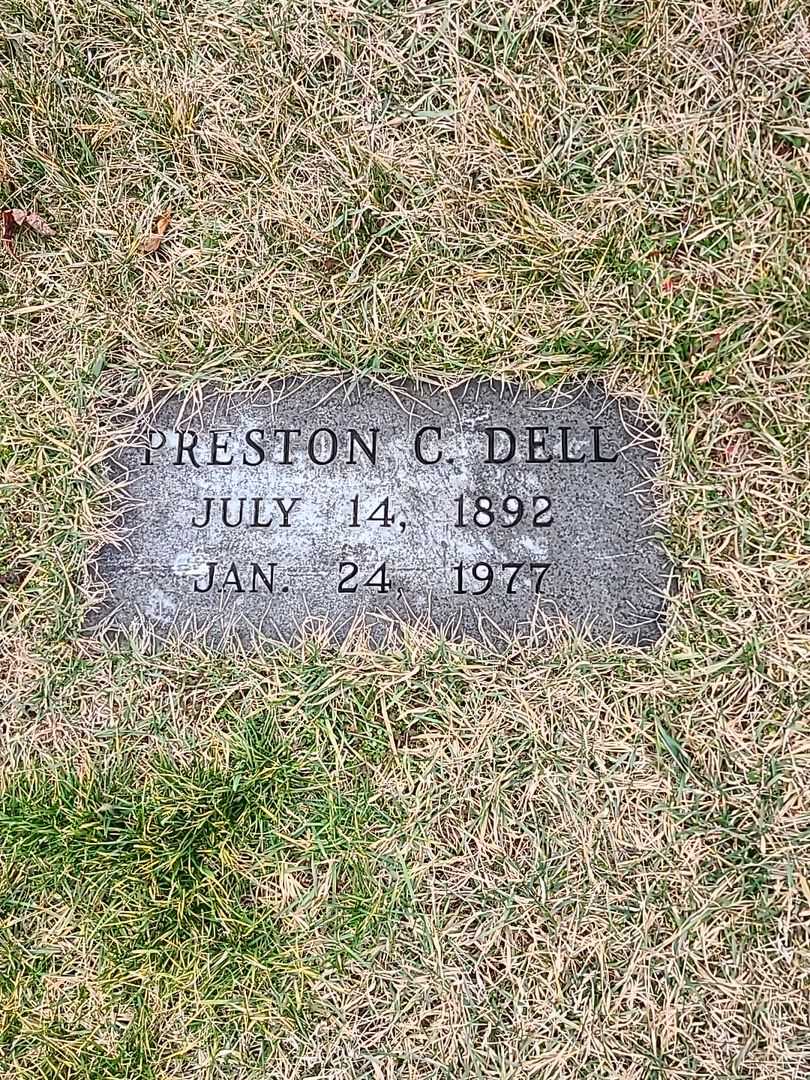 PRESTON C. DELL
JULY 14, 1892
JAN. 24, 1977